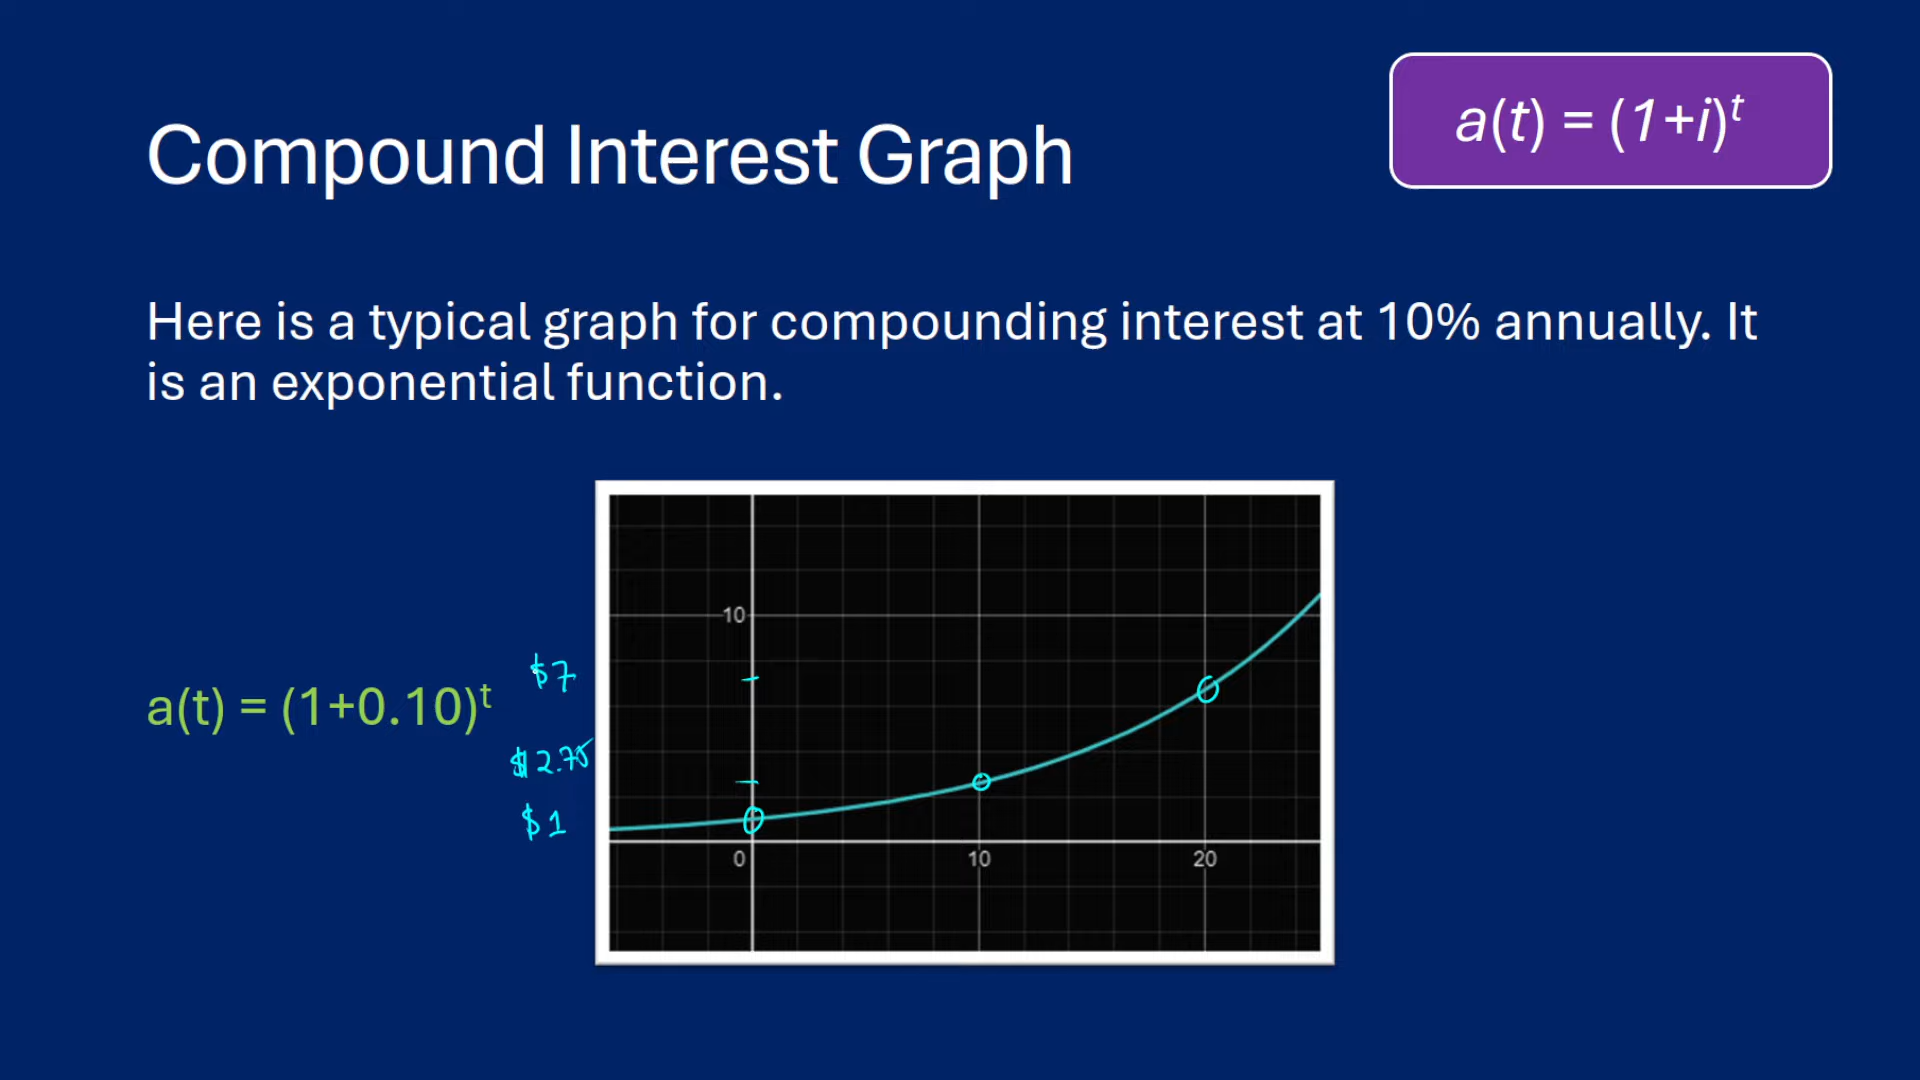 a(t) = (1+i)ᵗ
Compound Interest Graph
Here is a typical graph for compounding interest at 10% annually. It
is an exponential function.
10
$7
a(t) = (1+0.10)ᵗ
$2.75
$1
0 10 20